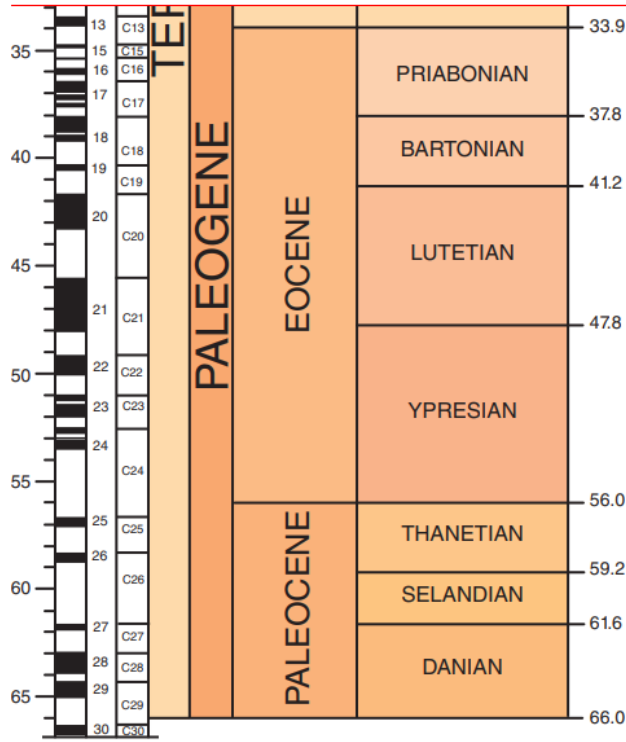 35
40
45
50
55
60
65
13
15
16
17
18
19
20
21
22
23
24
25
26
27
28
29
30
C13
C15
C16
C17
C18
C19
C20
C21
C22
C23
C24
C25
C26
C27
C28
C29
C30
PALEOGENE
EOCENE
PALEOCENE
PRIABONIAN
BARTONIAN
LUTETIAN
YPRESIAN
THANETIAN
SELANDIAN
DANIAN
33.9
37.8
41.2
47.8
56.0
59.2
61.6
66.0